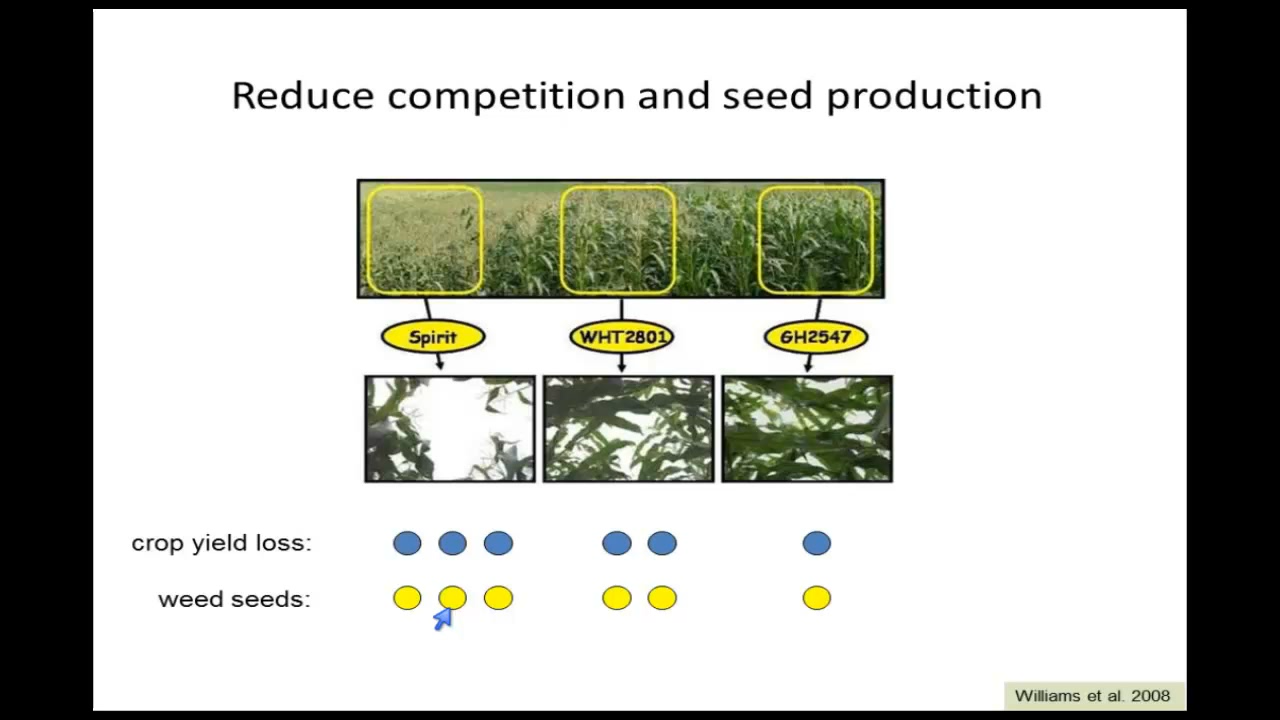 Reduce competition and seed production
Spirit
WHT2801
GH2547
crop yield loss:
weed seeds:
Williams et al. 2008